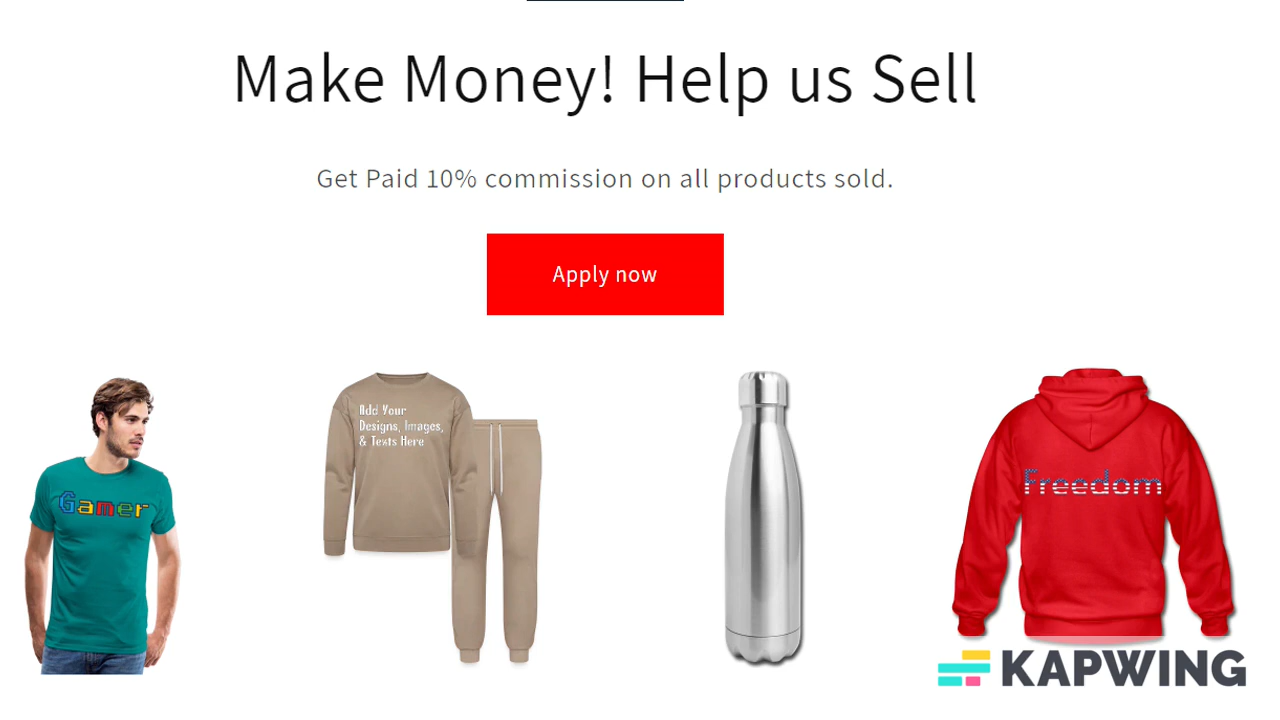 Make Money! Help us Sell
Get Paid 10% commission on all products sold.
Apply now
Gamer
Add Your
Designs, Images,
& Texts Here
Freedom
KAPWING